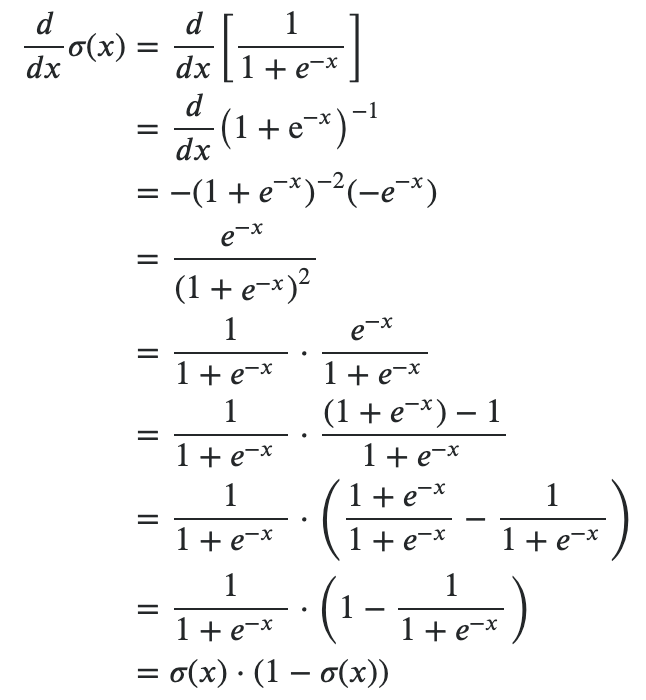 d/dx σ(x) = d/dx [1/(1 + e^{−x})]
= d/dx (1 + e^{−x})^{−1}
= −(1 + e^{−x})^{−2}(−e^{−x})
= e^{−x}/(1 + e^{−x})^2
= 1/(1 + e^{−x}) · e^{−x}/(1 + e^{−x})
= 1/(1 + e^{−x}) · ((1 + e^{−x}) − 1)/(1 + e^{−x})
= 1/(1 + e^{−x}) · ((1 + e^{−x})/(1 + e^{−x}) − 1/(1 + e^{−x}))
= 1/(1 + e^{−x}) · (1 − 1/(1 + e^{−x}))
= σ(x) · (1 − σ(x))